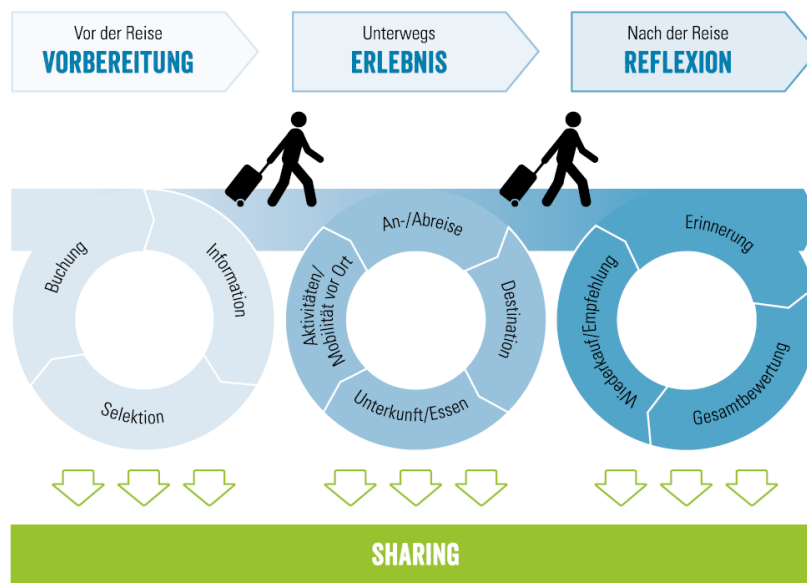 Vor der Reise
VORBEREITUNG
Unterwegs
ERLEBNIS
Nach der Reise
REFLEXION
Buchung
Information
Selektion
An-/Abreise
Aktivitäten/
Mobilität vor Ort
Destination
Unterkunft/Essen
Erinnerung
Wiederkauf/Empfehlung
Gesamtbewertung
SHARING